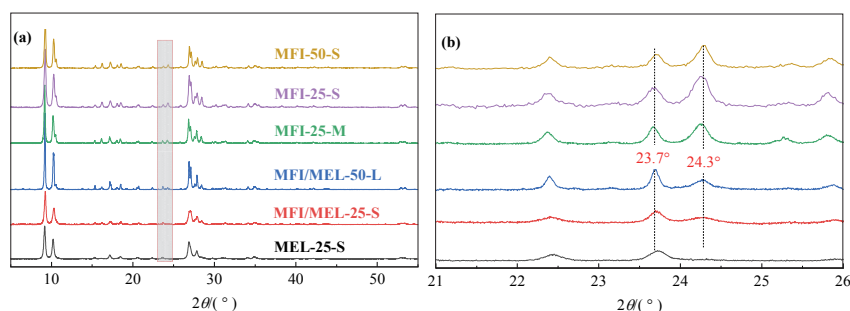 (a)
MFI-50-S
MFI-25-S
MFI-25-M
MFI/MEL-50-L
MFI/MEL-25-S
MEL-25-S
10 20 30 40 50
2θ/(°)
(b)
23.7° 24.3°
21 22 23 24 25 26
2θ/(°)